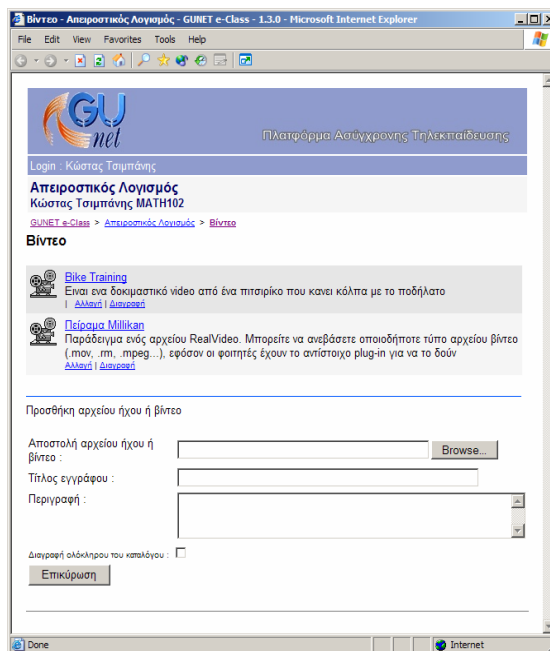 Βίντεο - Απειροστικός Λογισμός - GUNET e-Class - 1.3.0 - Microsoft Internet Explorer
File Edit View Favorites Tools Help
GU
net
Πλατφόρμα Ασύγχρονης Τηλεκπαίδευσης
Login : Κώστας Τσιμπάνης
Απειροστικός Λογισμός
Κώστας Τσιμπάνης MATH102
GUNET e-Class > Απειροστικός Λογισμός > Βίντεο
Βίντεο
Bike Training
Ειναι ενα δοκιμαστικό video από ένα πιτσιρίκο που κανει κόλπα με το ποδήλατο
| Αλλαγή | Διαγραφή
Πείραμα Millikan
Παράδειγμα ενός αρχείου RealVideo. Μπορείτε να ανεβάσετε οποιοδήποτε τύπο αρχείου βίντεο
(.mov, .rm, .mpeg...), εφόσον οι φοιτητές έχουν το αντίστοιχο plug-in για να το δούν
Αλλαγή | Διαγραφή
Προσθήκη αρχείου ήχου ή βίντεο
Αποστολή αρχείου ήχου ή
βίντεο :
Browse...
Τίτλος εγγράφου :
Περιγραφή :
Διαγραφή ολόκληρου του καταλόγου :
Επικύρωση
Done
Internet